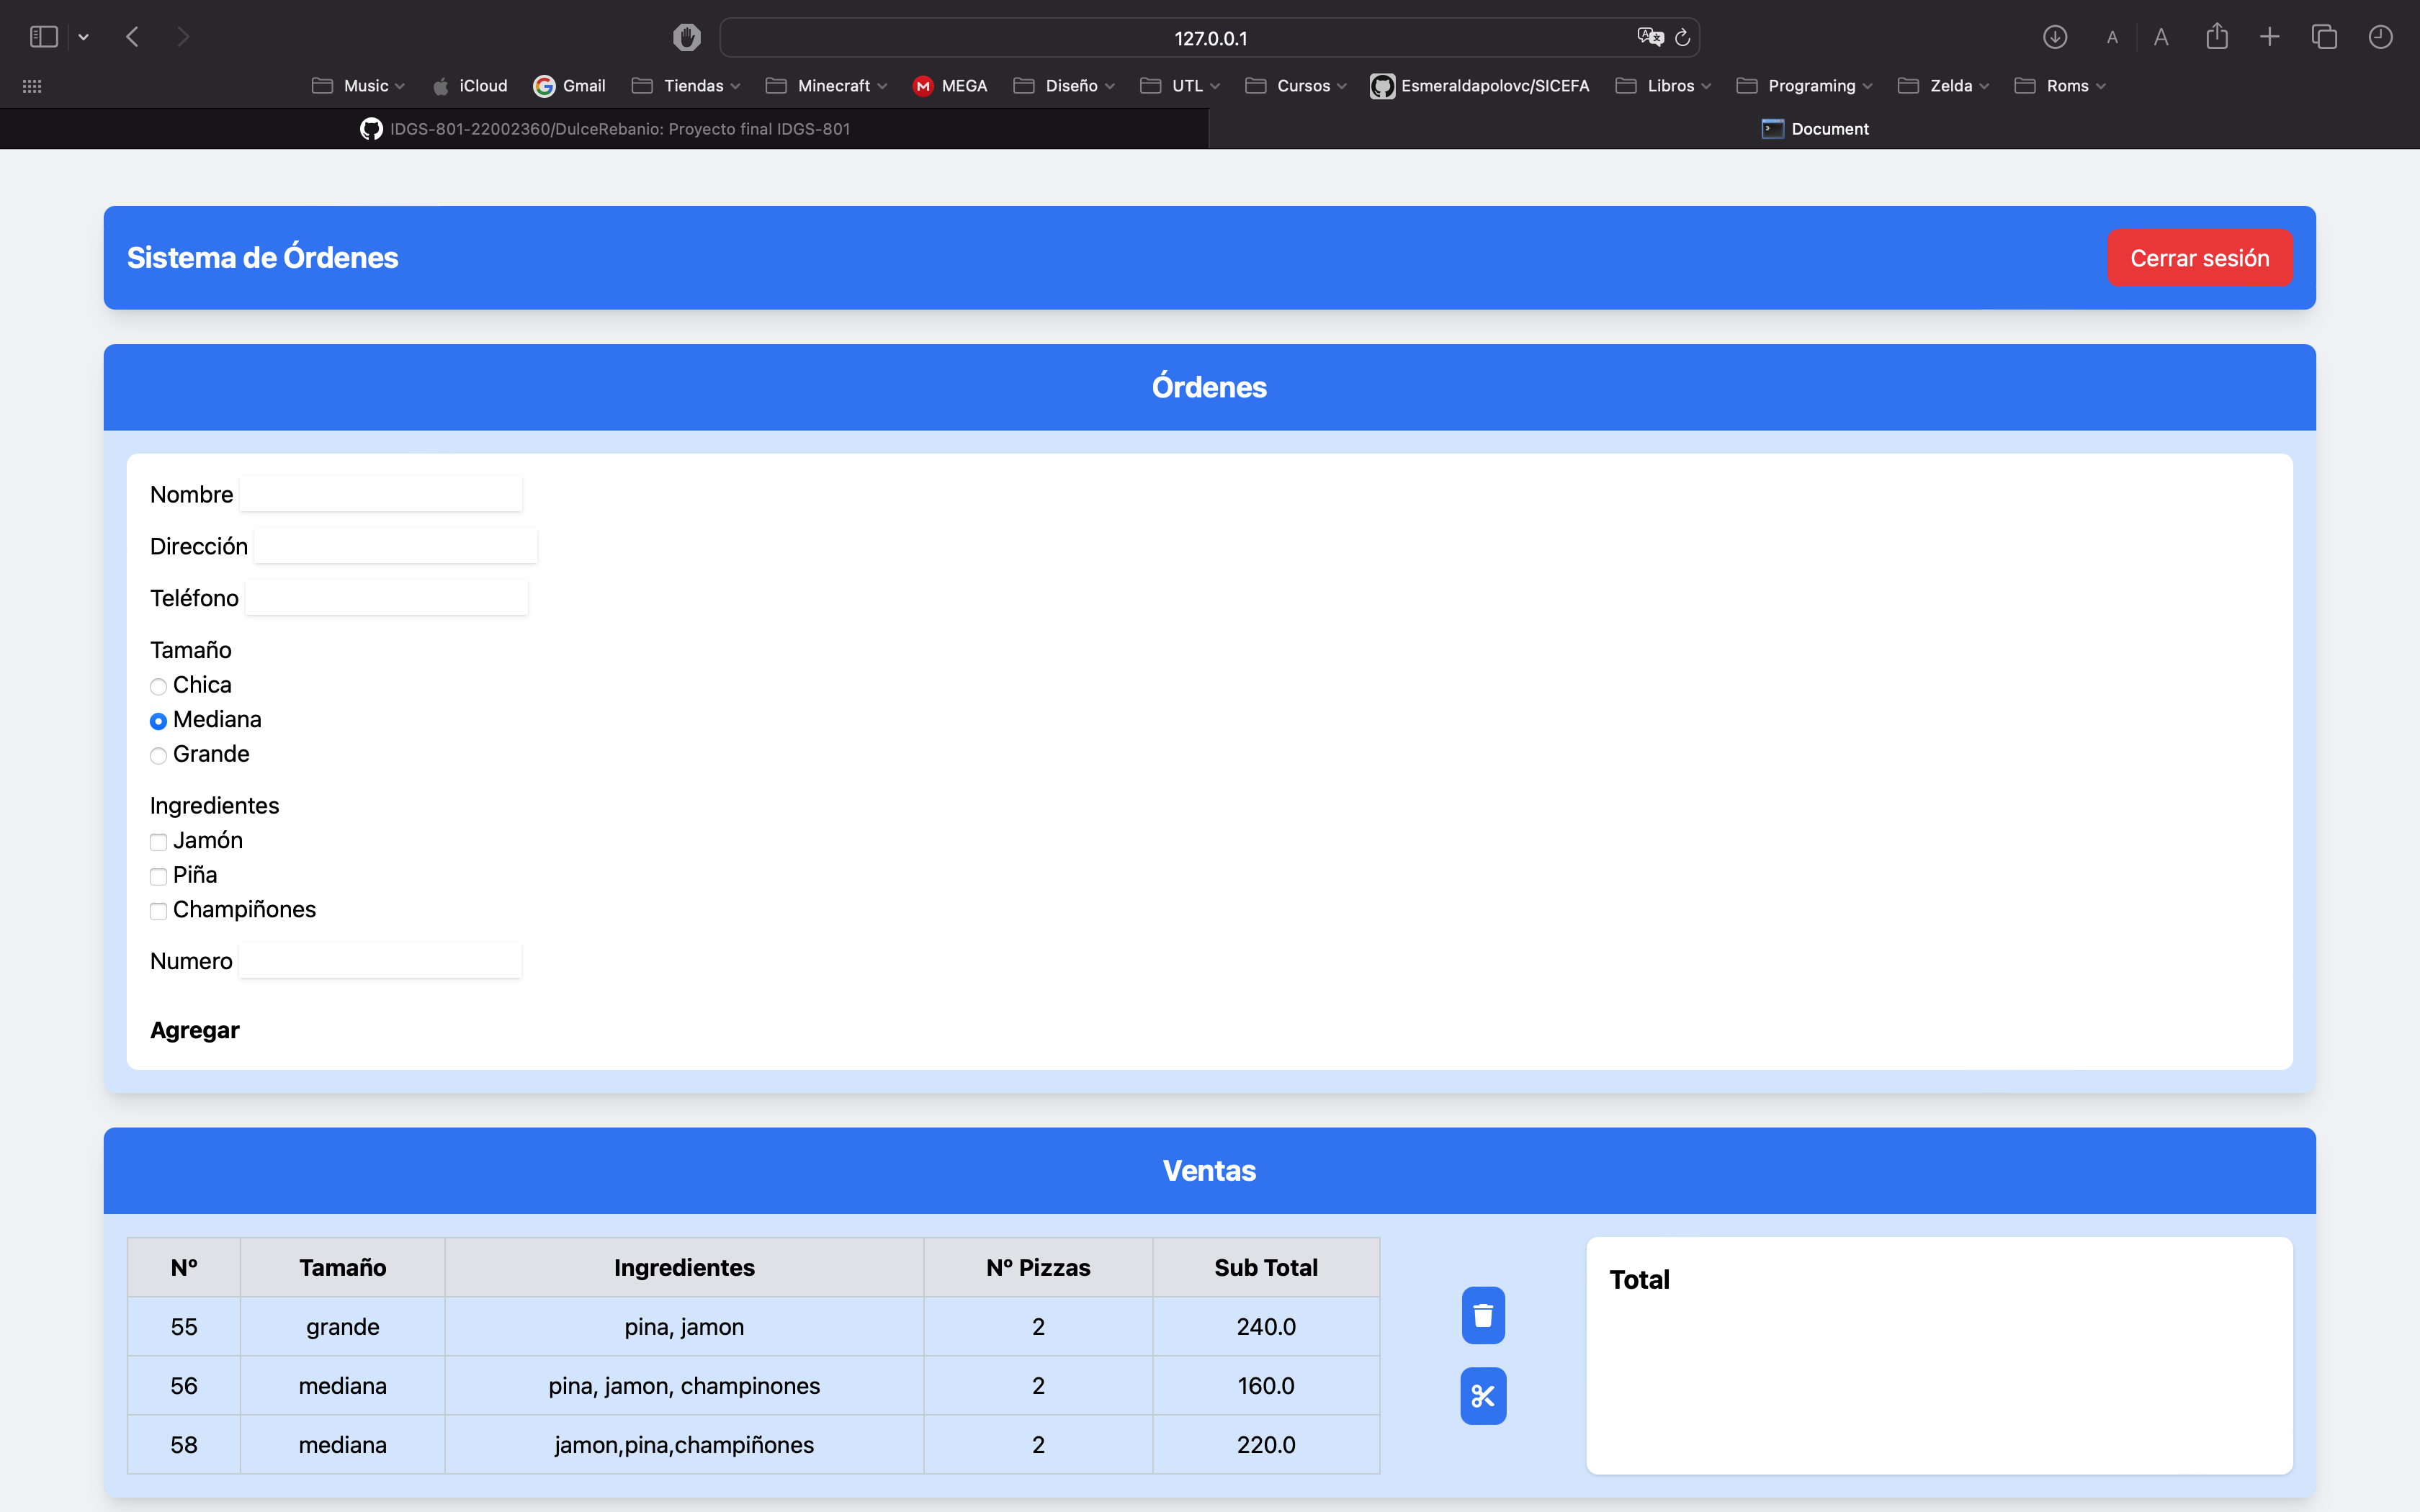 127.0.0.1
A A
Music iCloud Gmail Tiendas Minecraft MEGA Diseño UTL Cursos Esmeraldapolovc/SICEFA Libros Programing Zelda Roms
IDGS-801-22002360/DulceRebanio: Proyecto final IDGS-801
Document
Sistema de Órdenes
Cerrar sesión
Órdenes
Nombre
Dirección
Teléfono
Tamaño
Chica
Mediana
Grande
Ingredientes
Jamón
Piña
Champiñones
Numero
Agregar
Ventas
Nº Tamaño Ingredientes Nº Pizzas Sub Total
55 grande pina, jamon 2 240.0
56 mediana pina, jamon, champinones 2 160.0
58 mediana jamon,pina,champiñones 2 220.0
Total